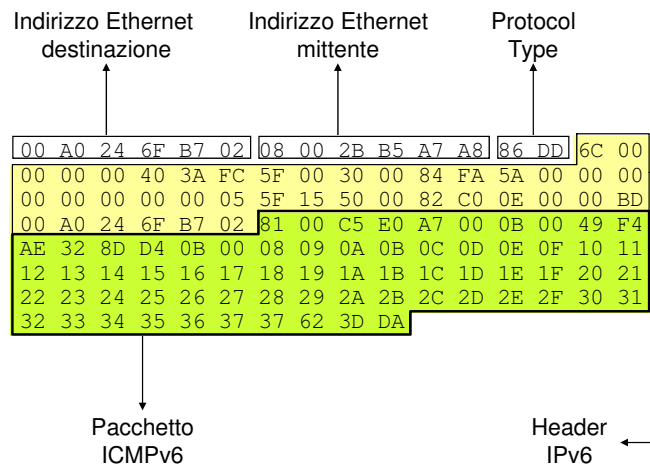 Indirizzo Ethernet
destinazione
Indirizzo Ethernet
mittente
Protocol
Type
00 A0 24 6F B7 02 08 00 2B B5 A7 A8 86 DD 6C 00
00 00 00 40 3A FC 5F 00 30 00 84 FA 5A 00 00 00
00 00 00 00 00 05 5F 15 50 00 82 C0 0E 00 00 BD
00 A0 24 6F B7 02 81 00 C5 E0 A7 00 0B 00 49 F4
AE 32 8D D4 0B 00 08 09 0A 0B 0C 0D 0E 0F 10 11
12 13 14 15 16 17 18 19 1A 1B 1C 1D 1E 1F 20 21
22 23 24 25 26 27 28 29 2A 2B 2C 2D 2E 2F 30 31
32 33 34 35 36 37 37 62 3D DA
Pacchetto
ICMPv6
Header
IPv6